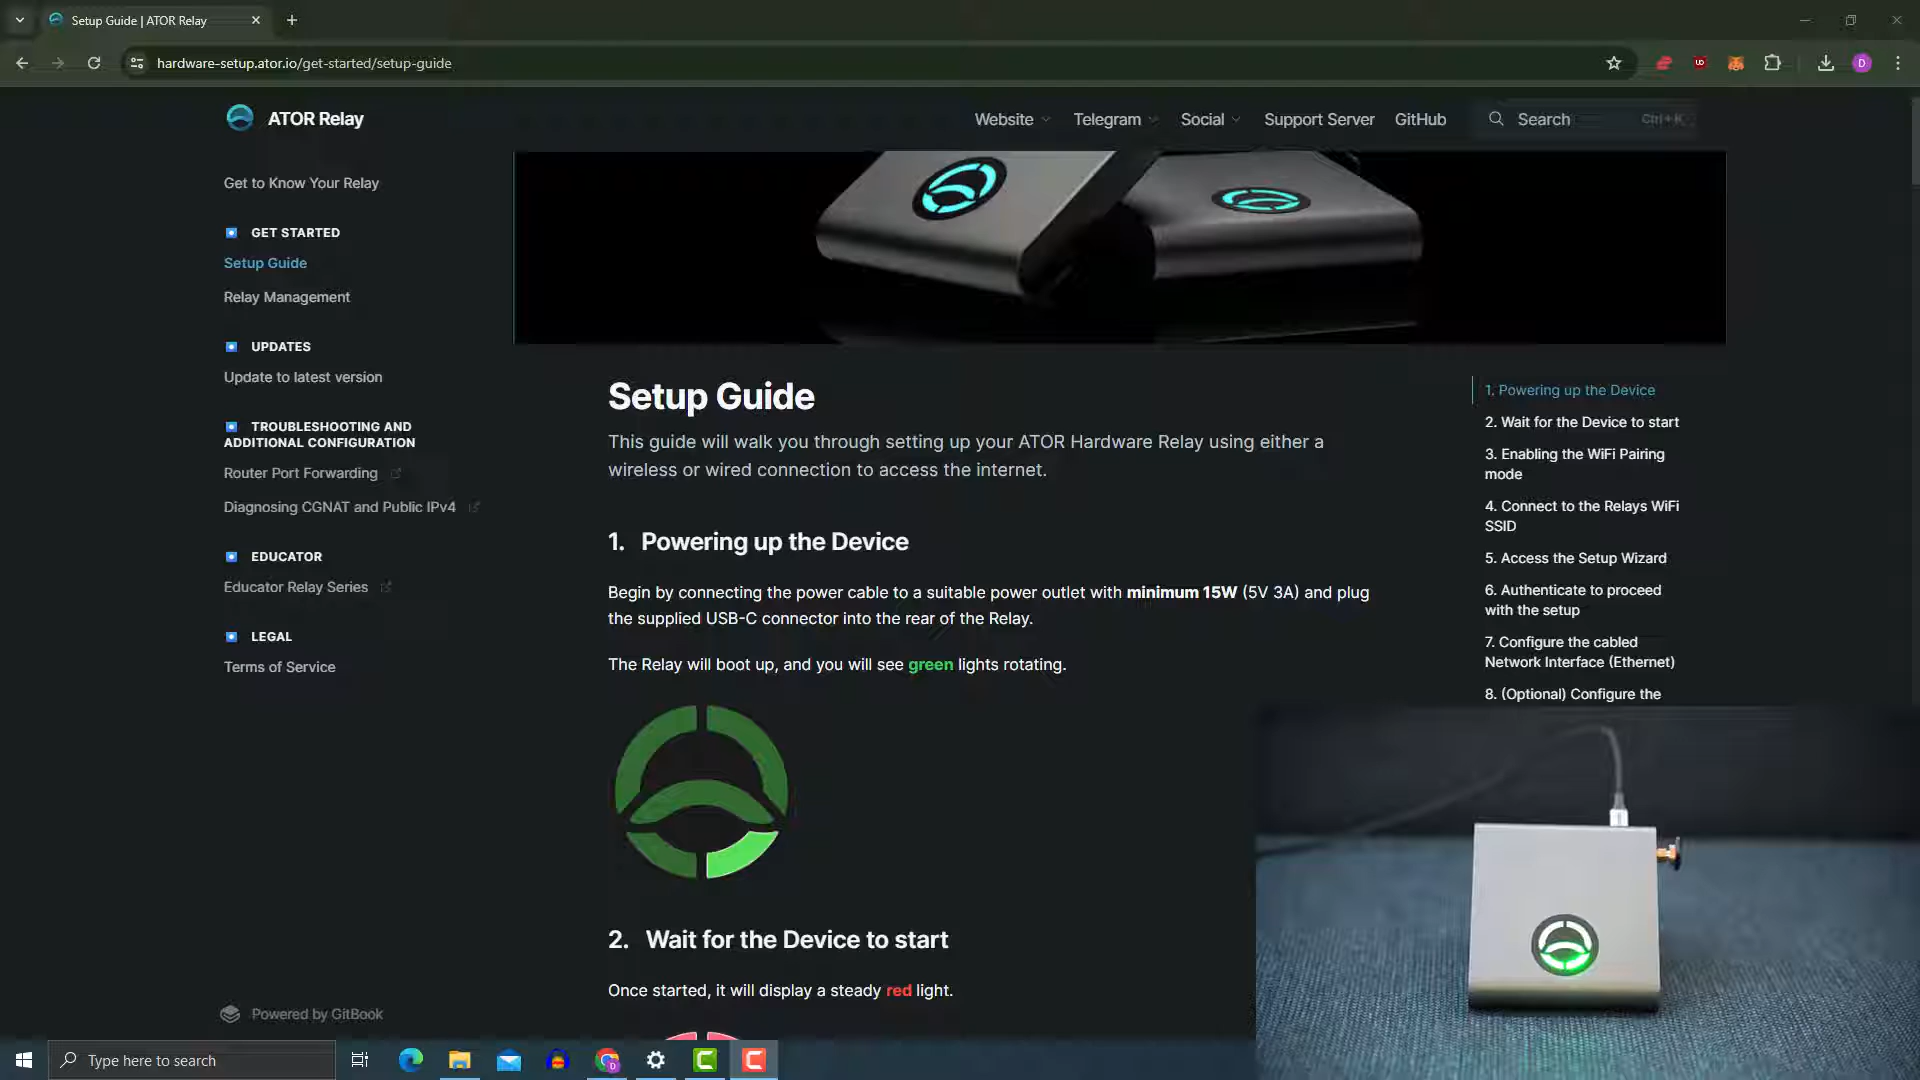 Setup Guide | ATOR Relay
hardware-setup.ator.io/get-started/setup-guide
UD
D
ATOR Relay
Website
Telegram
Social
Support Server
GitHub
Search
Ctrl+K
Get to Know Your Relay
GET STARTED
Setup Guide
Relay Management
UPDATES
Update to latest version
TROUBLESHOOTING AND
ADDITIONAL CONFIGURATION
Router Port Forwarding
Diagnosing CGNAT and Public IPv4
EDUCATOR
Educator Relay Series
LEGAL
Terms of Service
Powered by GitBook
Setup Guide
This guide will walk you through setting up your ATOR Hardware Relay using either a
wireless or wired connection to access the internet.
1. Powering up the Device
Begin by connecting the power cable to a suitable power outlet with minimum 15W (5V 3A) and plug
the supplied USB-C connector into the rear of the Relay.
The Relay will boot up, and you will see green lights rotating.
2. Wait for the Device to start
Once started, it will display a steady red light.
1. Powering up the Device
2. Wait for the Device to start
3. Enabling the WiFi Pairing
mode
4. Connect to the Relays WiFi
SSID
5. Access the Setup Wizard
6. Authenticate to proceed
with the setup
7. Configure the cabled
Network Interface (Ethernet)
8. (Optional) Configure the
Type here to search
D